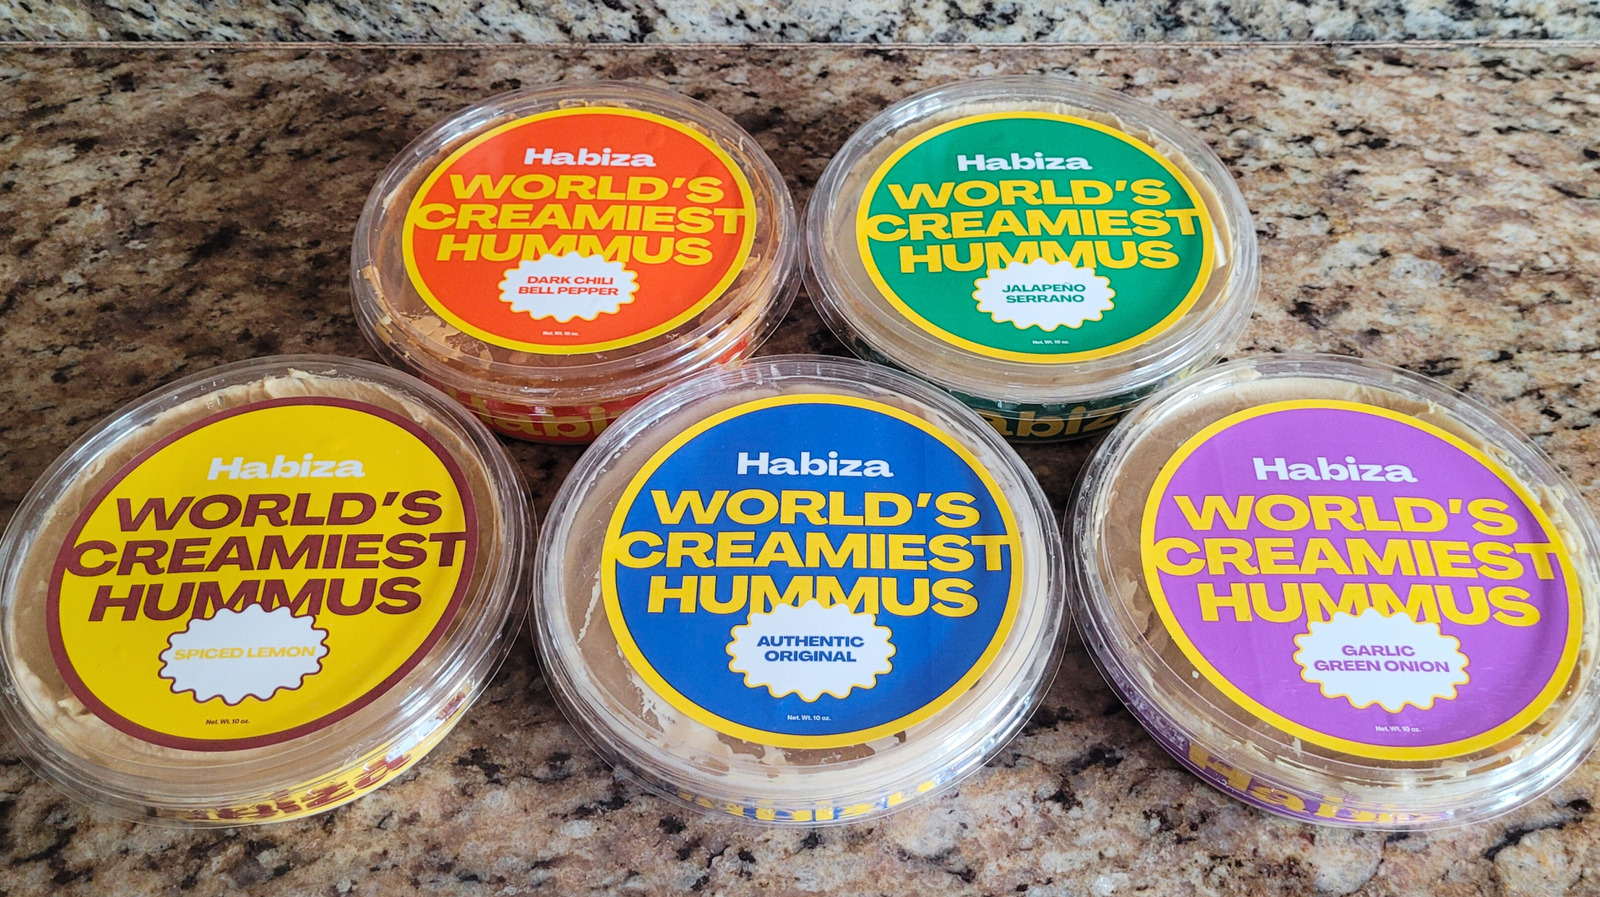 Habiza
WORLD'S
CREAMIEST
HUMMUS
DARK CHILI
BELL PEPPER
Net. Wt. 10 oz.
Habiza
WORLD'S
CREAMIEST
HUMMUS
JALAPEÑO
SERRANO
Net. Wt. 10 oz.
Habiza
WORLD'S
CREAMIEST
HUMMUS
SPICED LEMON
Net. Wt. 10 oz.
Habiza
WORLD'S
CREAMIEST
HUMMUS
AUTHENTIC
ORIGINAL
Net. Wt. 10 oz.
Habiza
WORLD'S
CREAMIEST
HUMMUS
GARLIC
GREEN ONION
Net. Wt. 10 oz.